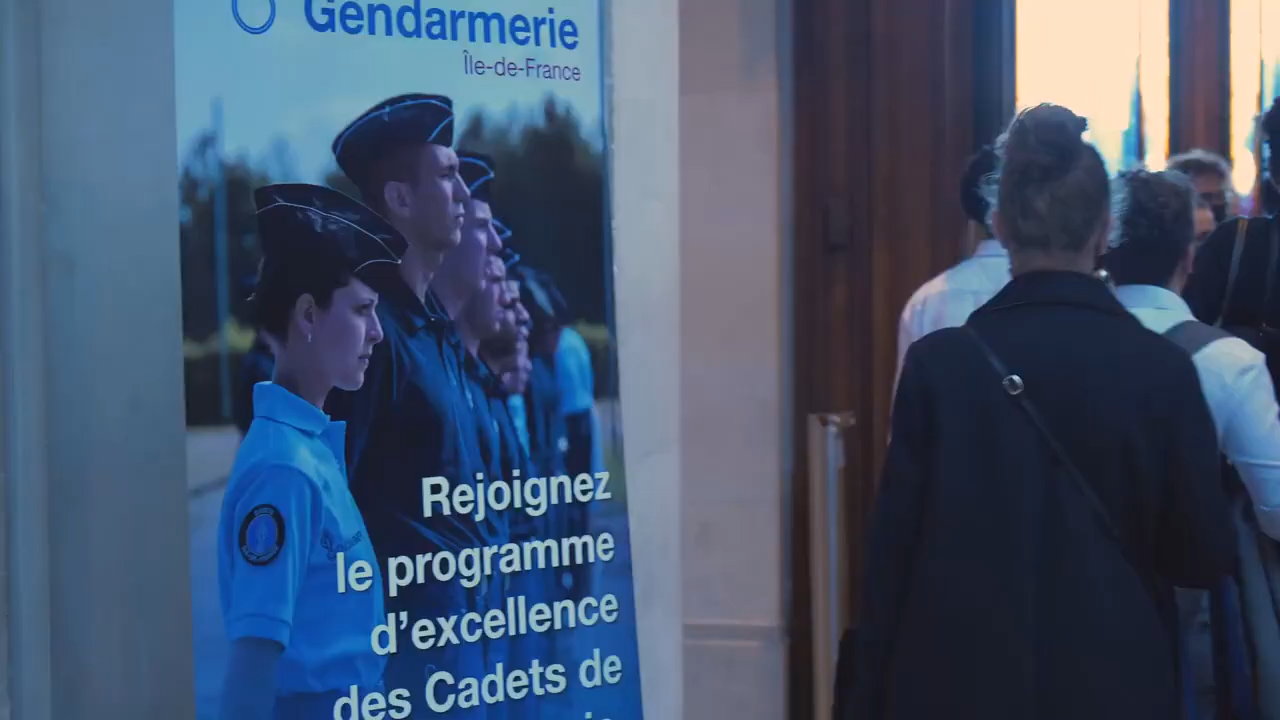 Gendarmerie
Île-de-France
Rejoignez
le programme
d'excellence
des Cadets de